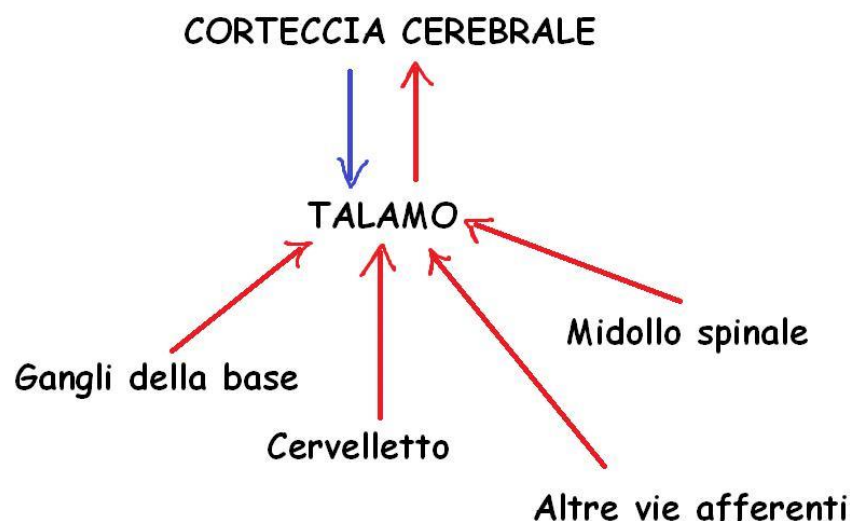 CORTECCIA CEREBRALE
TALAMO
Midollo spinale
Gangli della base
Cervelletto
Altre vie afferenti